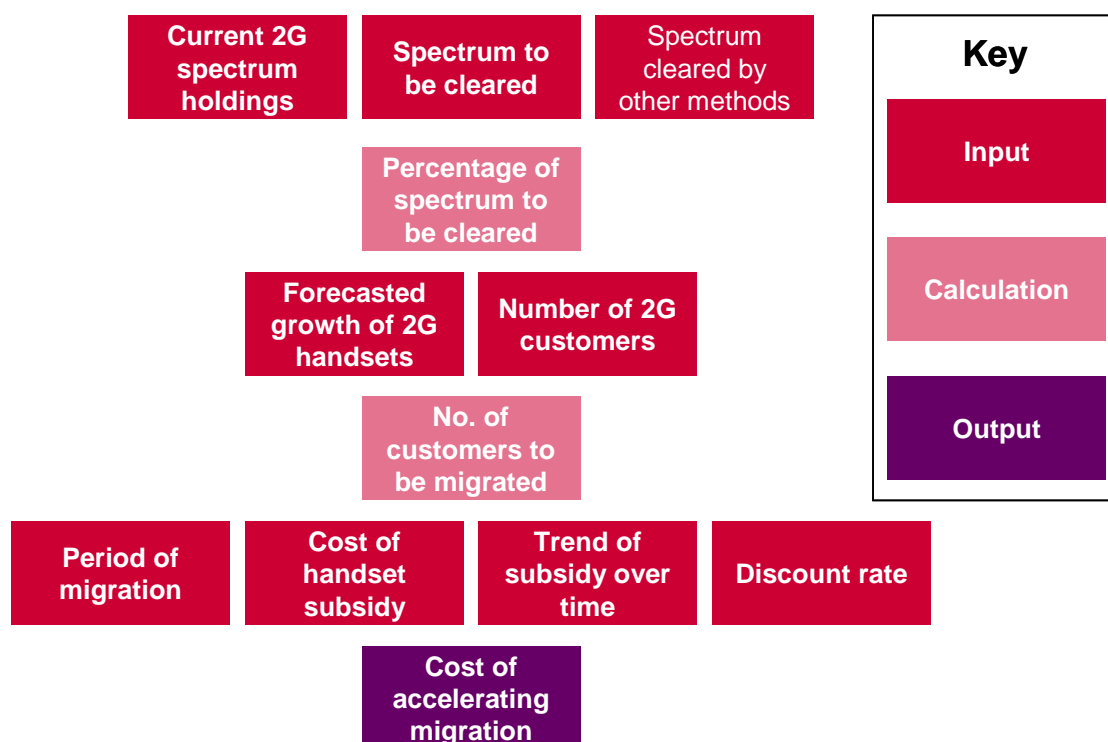 Current 2G
spectrum
holdings
Spectrum to
be cleared
Spectrum
cleared by
other methods
Key
Input
Percentage of
spectrum to
be cleared
Calculation
Forecasted
growth of 2G
handsets
Number of 2G
customers
Output
No. of
customers to
be migrated
Period of
migration
Cost of
handset
subsidy
Trend of
subsidy over
time
Discount rate
Cost of
accelerating
migration